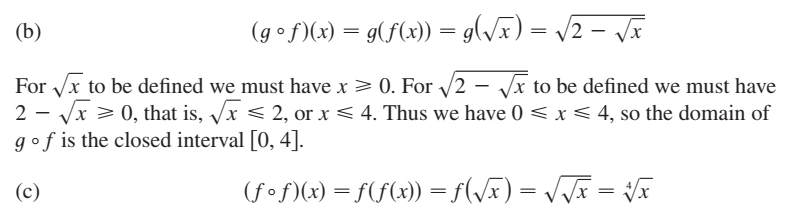 (b) (g ∘ f)(x) = g(f(x)) = g(√x) = √(2 − √x)
For √x to be defined we must have x ≥ 0. For √(2 − √x) to be defined we must have
2 − √x ≥ 0, that is, √x ≤ 2, or x ≤ 4. Thus we have 0 ≤ x ≤ 4, so the domain of
g ∘ f is the closed interval [0, 4].
(c) (f ∘ f)(x) = f(f(x)) = f(√x) = √√x = ∜x